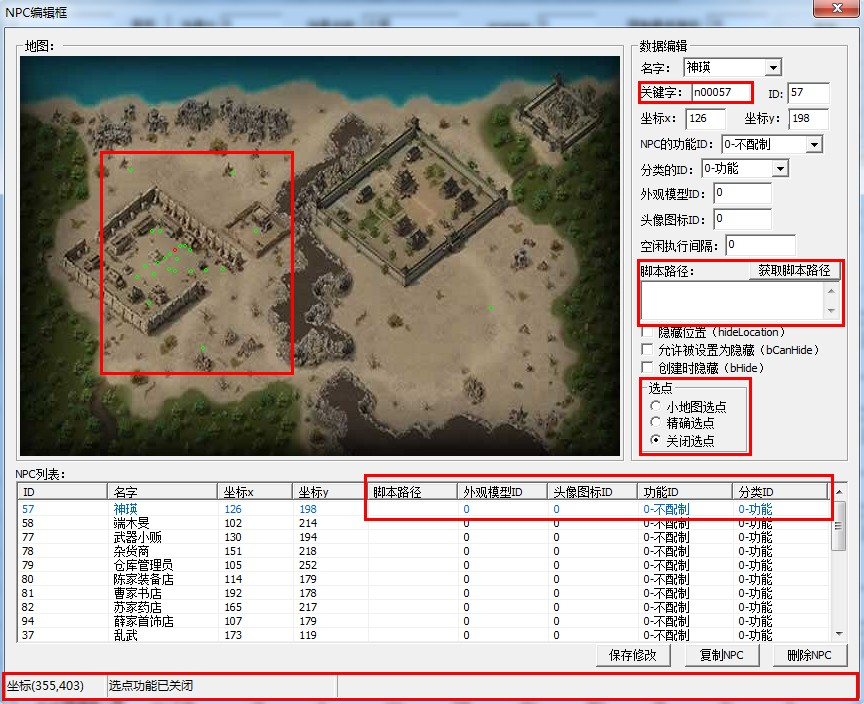 NPC编辑框
地图：
数据编辑
名字： 神瑛
关键字： n00057 ID: 57
坐标x： 126 坐标y： 198
NPC的功能ID： 0-不配制
分类的ID： 0-功能
外观模型ID： 0
头像图标ID： 0
空闲执行间隔： 0
脚本路径： 获取脚本路径
隐藏位置（hideLocation）
允许被设置为隐藏（bCanHide）
创建时隐藏（bHide）
选点
小地图选点
精确选点
关闭选点
NPC列表：
ID 名字 坐标x 坐标y 脚本路径 外观模型ID 头像图标ID 功能ID 分类ID
57 神瑛 126 198 0 0 0-不配制 0-功能
58 端木旻 102 214 0 0 0-不配制 0-功能
77 武器小贩 130 194 0 0 0-不配制 0-功能
78 杂货商 151 218 0 0 0-不配制 0-功能
79 仓库管理员 105 252 0 0 0-不配制 0-功能
80 陈家装备店 114 179 0 0 0-不配制 0-功能
81 曹家书店 192 178 0 0 0-不配制 0-功能
82 苏家药店 165 217 0 0 0-不配制 0-功能
94 薛家首饰店 107 179 0 0 0-不配制 0-功能
37 乱武 173 119 0 0 0-不配制 0-功能
保存修改 复制NPC 删除NPC
坐标(355,403) 选点功能已关闭